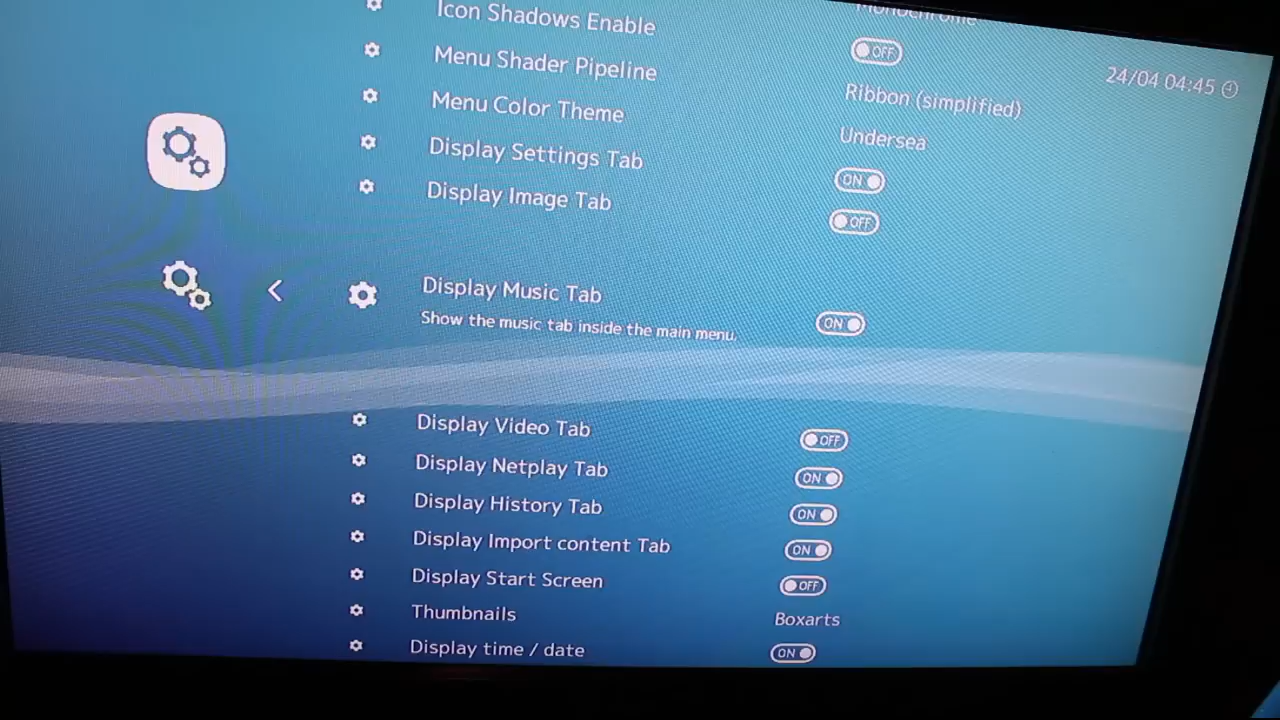 Monochrome
Icon Shadows Enable OFF
Menu Shader Pipeline Ribbon (simplified)
24/04 04:45
Menu Color Theme Undersea
Display Settings Tab ON
Display Image Tab OFF
Display Music Tab ON
Show the music tab inside the main menu.
Display Video Tab OFF
Display Netplay Tab ON
Display History Tab ON
Display Import content Tab ON
Display Start Screen OFF
Thumbnails Boxarts
Display time / date ON